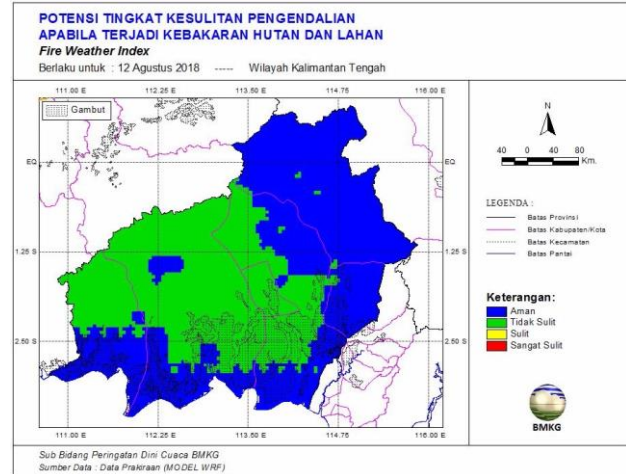 POTENSI TINGKAT KESULITAN PENGENDALIAN
APABILA TERJADI KEBAKARAN HUTAN DAN LAHAN
Fire Weather Index
Berlaku untuk : 12 Agustus 2018 ----- Wilayah Kalimantan Tengah
111.00 E 112.25 E 113.50 E 114.75 E 116.00 E
Gambut
EQ EQ
1.25 S 1.25 S
2.50 S 2.50 S
111.00 E 112.25 E 113.50 E 114.75 E 116.00 E
N
40 0 40 80
Km.
LEGENDA :
Batas Provinsi
Batas Kabupaten/Kota
Batas Kecamatan
Batas Pantai
Keterangan:
Aman
Tidak Sulit
Sulit
Sangat Sulit
BMKG
Sub Bidang Peringatan Dini Cuaca BMKG
Sumber Data : Data Prakiraan (MODEL WRF)